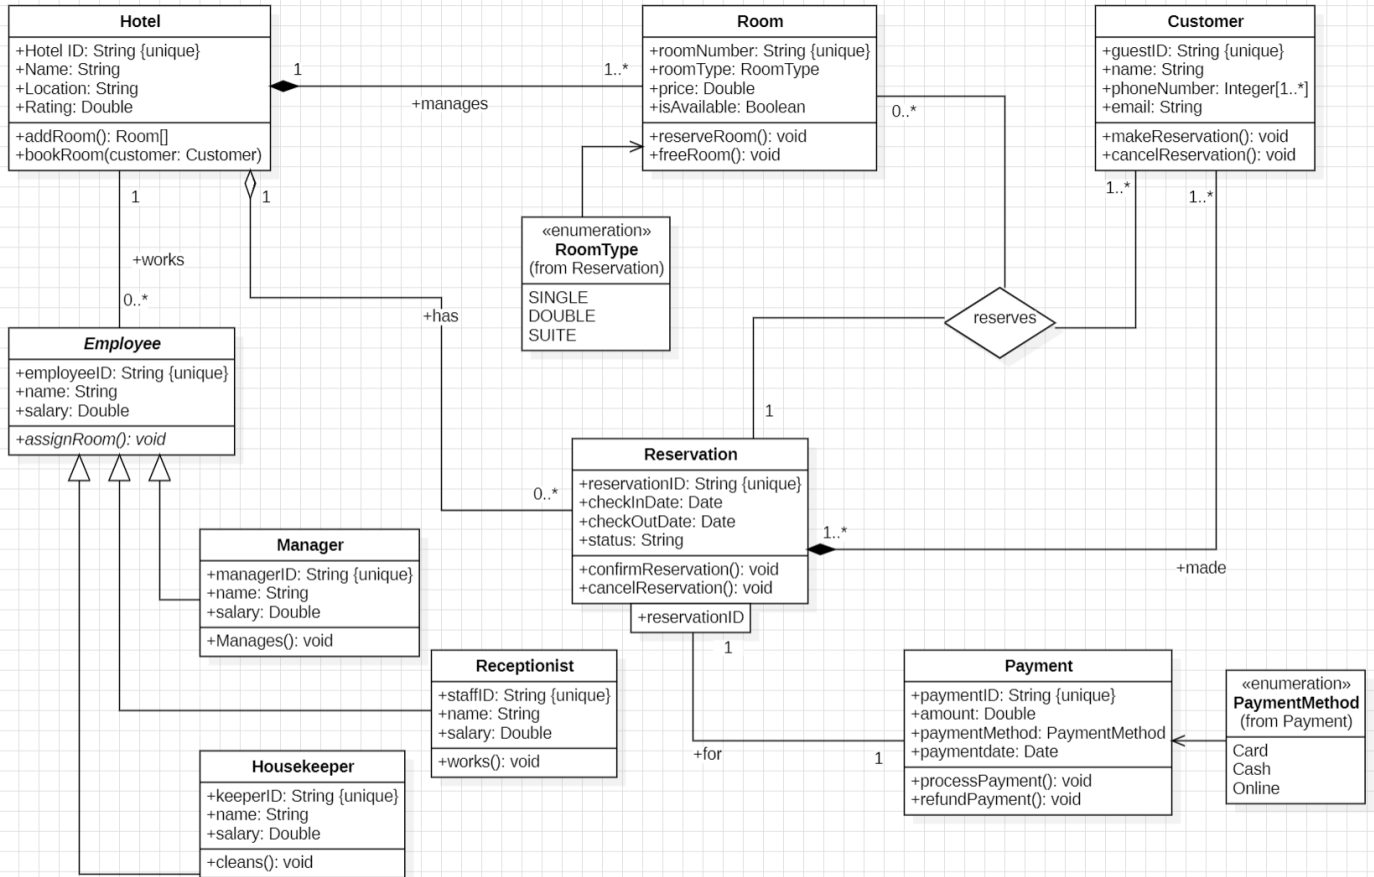 Hotel
+Hotel ID: String {unique}
+Name: String
+Location: String
+Rating: Double
+addRoom(): Room[]
+bookRoom(customer: Customer)
1
+manages
1..*
Room
+roomNumber: String {unique}
+roomType: RoomType
+price: Double
+isAvailable: Boolean
+reserveRoom(): void
+freeRoom(): void
0..*
Customer
+guestID: String {unique}
+name: String
+phoneNumber: Integer[1..*]
+email: String
+makeReservation(): void
+cancelReservation(): void
1..*
1..*
1
+works
0..*
1
+has
0..*
«enumeration»
RoomType
(from Reservation)
SINGLE
DOUBLE
SUITE
reserves
1
Employee
+employeeID: String {unique}
+name: String
+salary: Double
+assignRoom(): void
Reservation
+reservationID: String {unique}
+checkInDate: Date
+checkOutDate: Date
+status: String
+confirmReservation(): void
+cancelReservation(): void
+reservationID
1..*
+made
1
+for
1
Manager
+managerID: String {unique}
+name: String
+salary: Double
+Manages(): void
Receptionist
+staffID: String {unique}
+name: String
+salary: Double
+works(): void
Housekeeper
+keeperID: String {unique}
+name: String
+salary: Double
+cleans(): void
Payment
+paymentID: String {unique}
+amount: Double
+paymentMethod: PaymentMethod
+paymentdate: Date
+processPayment(): void
+refundPayment(): void
«enumeration»
PaymentMethod
(from Payment)
Card
Cash
Online